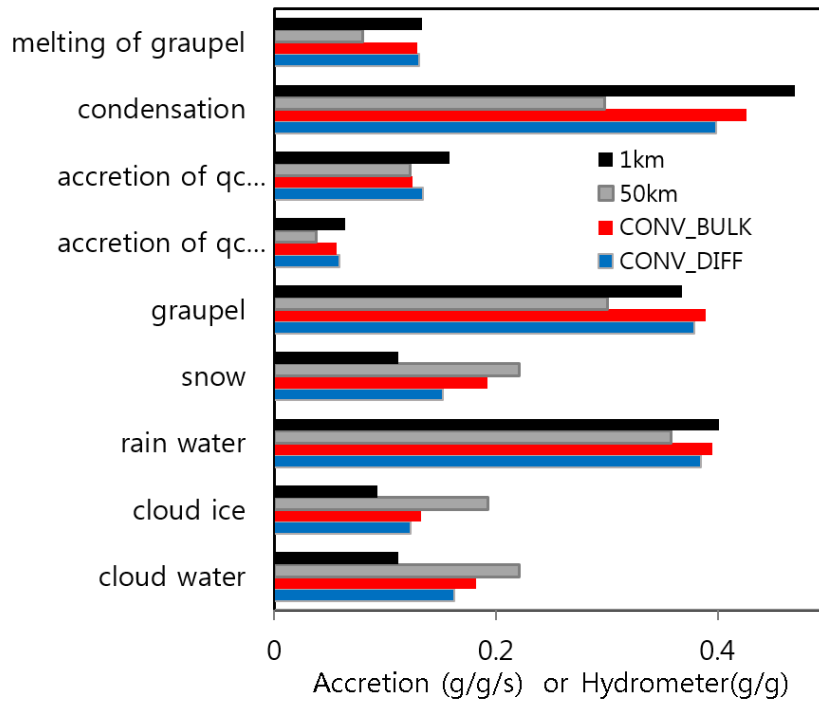 melting of graupel
condensation
accretion of qc...
accretion of qc...
graupel
snow
rain water
cloud ice
cloud water
1km
50km
CONV_BULK
CONV_DIFF
0 0.2 0.4
Accretion (g/g/s) or Hydrometer(g/g)